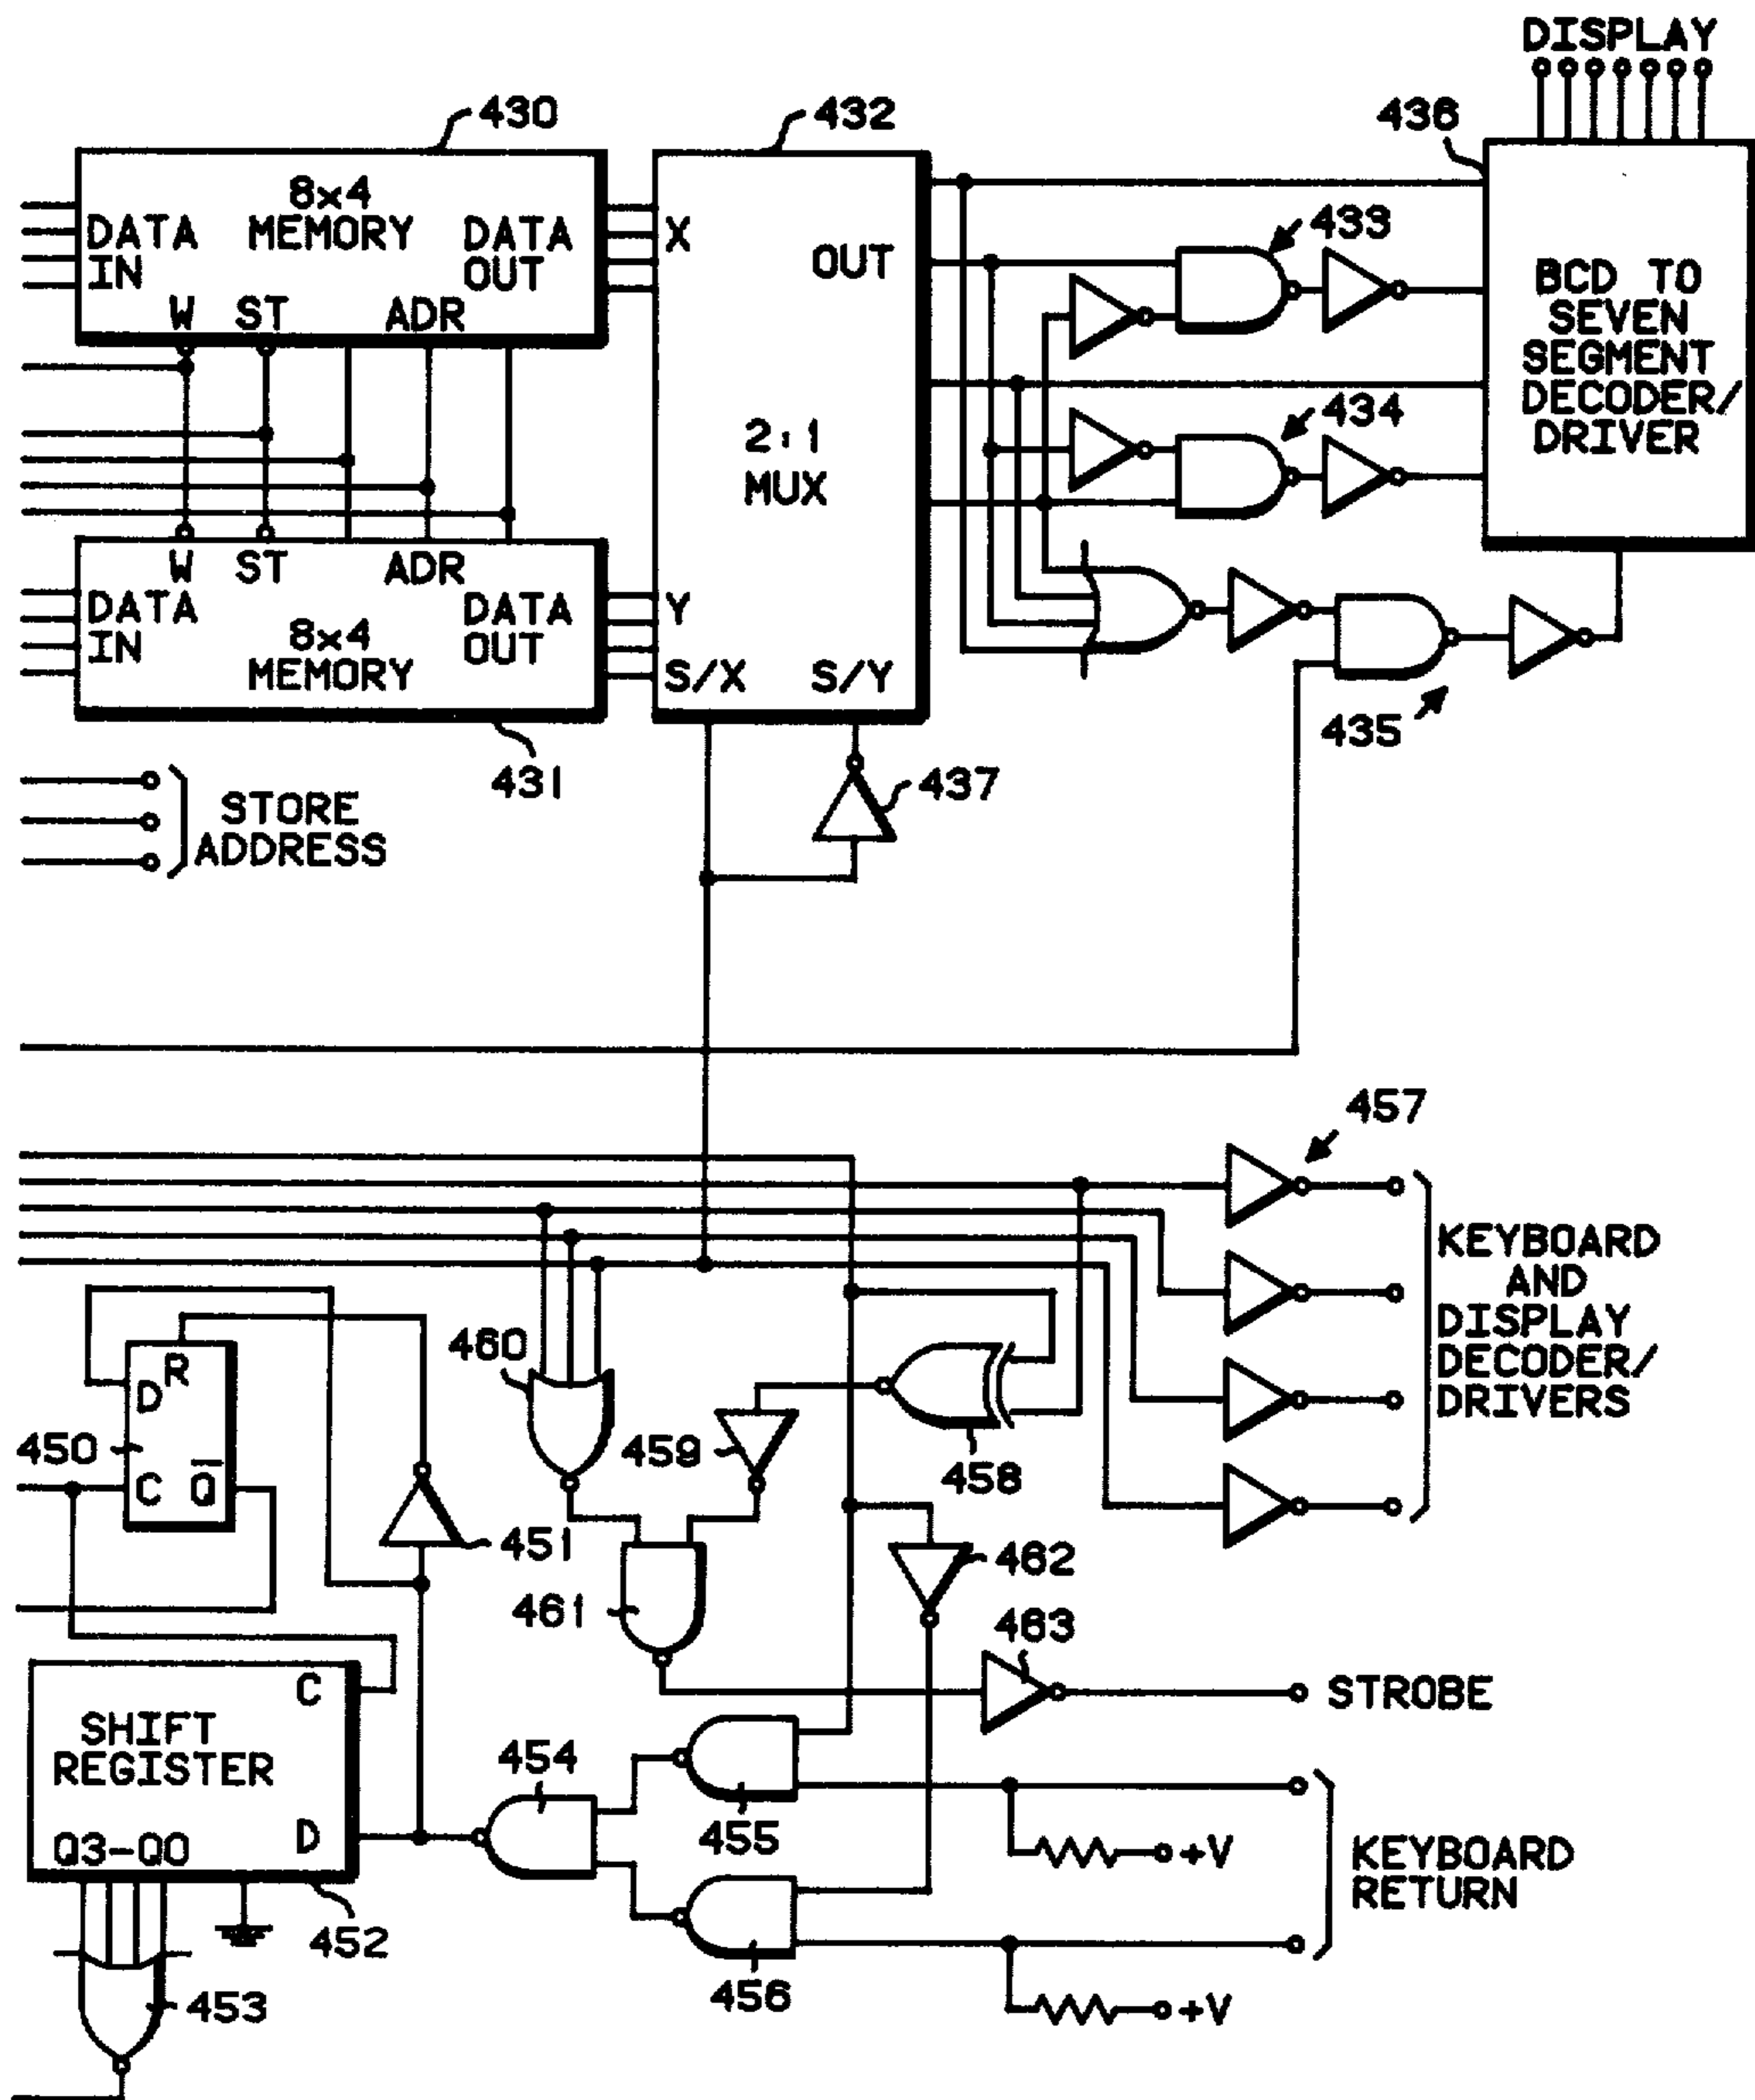 DISPLAY
430
432
436
8x4
MEMORY
DATA
IN
DATA
OUT
W
ST
ADR
X
OUT
433
BCD TO
SEVEN
SEGMENT
DECODER/
DRIVER
2:1
MUX
434
W
ST
ADR
DATA
IN
8x4
MEMORY
DATA
OUT
Y
S/X
S/Y
435
431
437
STORE
ADDRESS
457
KEYBOARD
AND
DISPLAY
DECODER/
DRIVERS
460
R
D
450
C
Q̅
459
458
451
461
462
463
STROBE
C
SHIFT
REGISTER
454
455
Q3-Q0
D
+V
KEYBOARD
RETURN
452
453
456
+V